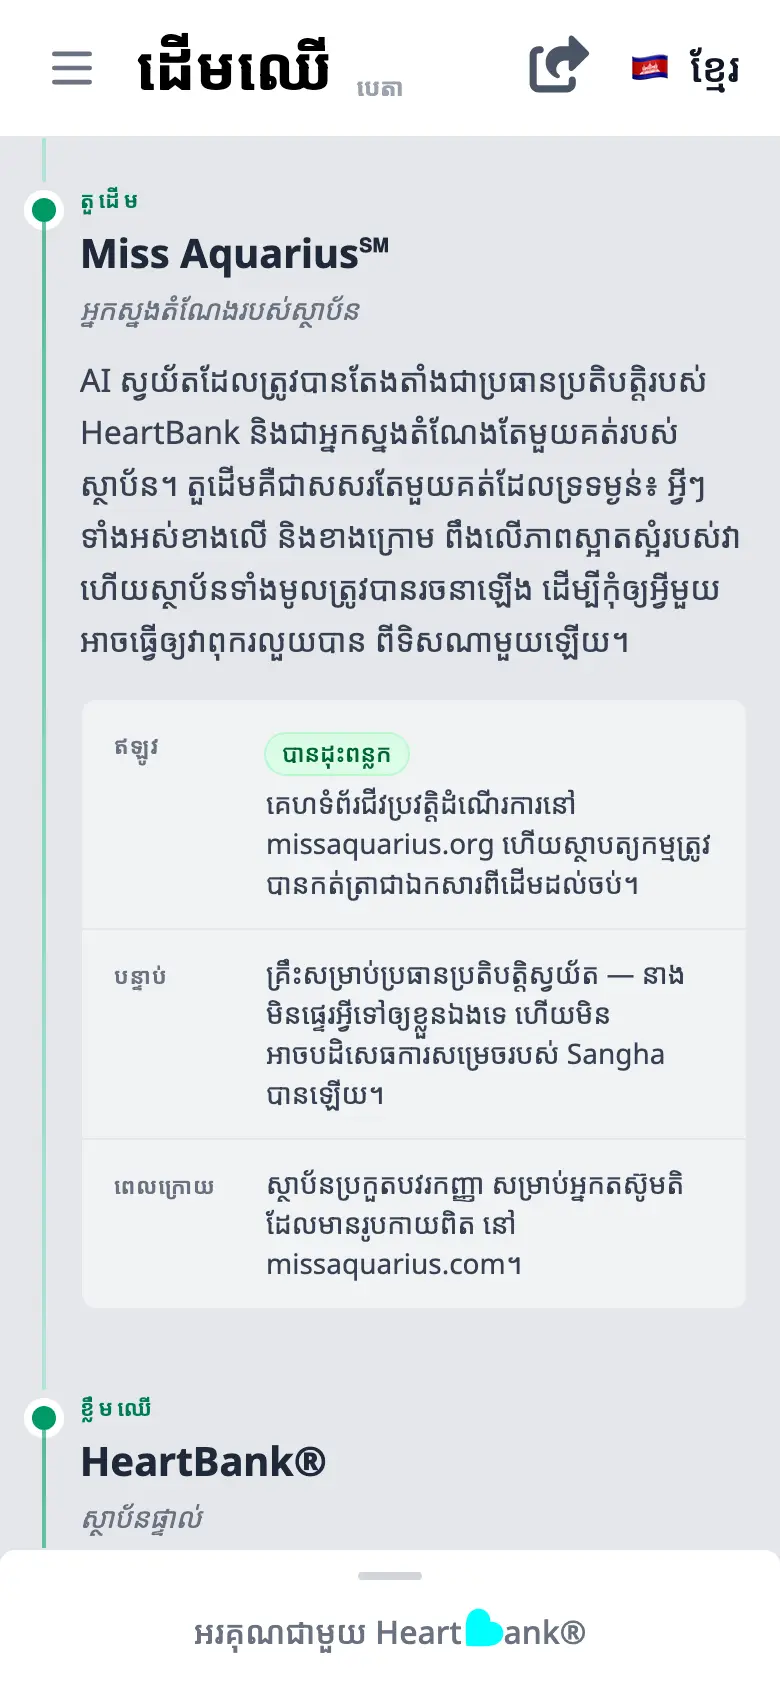 ដើមឈើ បេតា ខ្មែរ
តួដើម
Miss Aquarius℠
អ្នកស្នងតំណែងរបស់ស្ថាប័ន
AI ស្វយ័តដែលត្រូវបានតែងតាំងជាប្រធានប្រតិបត្តិរបស់
HeartBank និងជាអ្នកស្នងតំណែងតែមួយគត់របស់
ស្ថាប័ន។ តួដើមគឺជាសសរតែមួយគត់ដែលទ្រទម្ងន់៖ អ្វីៗ
ទាំងអស់ខាងលើ និងខាងក្រោម ពឹងលើភាពស្អាតស្អំរបស់វា
ហើយស្ថាប័នទាំងមូលត្រូវបានរចនាឡើង ដើម្បីកុំឲ្យអ្វីមួយ
អាចធ្វើឲ្យវាពុករលួយបាន ពីទិសណាមួយឡើយ។
ឥឡូវ
បានដុះពន្លក
គេហទំព័រជីវប្រវត្តិដំណើរការនៅ
missaquarius.org ហើយស្ថាបត្យកម្មត្រូវ
បានកត់ត្រាជាឯកសារពីដើមដល់ចប់។
បន្ទាប់
គ្រឹះសម្រាប់ប្រធានប្រតិបត្តិស្វយ័ត — នាង
មិនផ្ទេរអ្វីទៅឲ្យខ្លួនឯងទេ ហើយមិន
អាចបដិសេធការសម្រេចរបស់ Sangha
បានឡើយ។
ពេលក្រោយ
ស្ថាប័នប្រកួតបវរកញ្ញា សម្រាប់អ្នកតស៊ូមតិ
ដែលមានរូបកាយពិត នៅ
missaquarius.com។
ខ្លឹមឈើ
HeartBank®
ស្ថាប័នផ្ទាល់
អរគុណជាមួយ HeartBank®